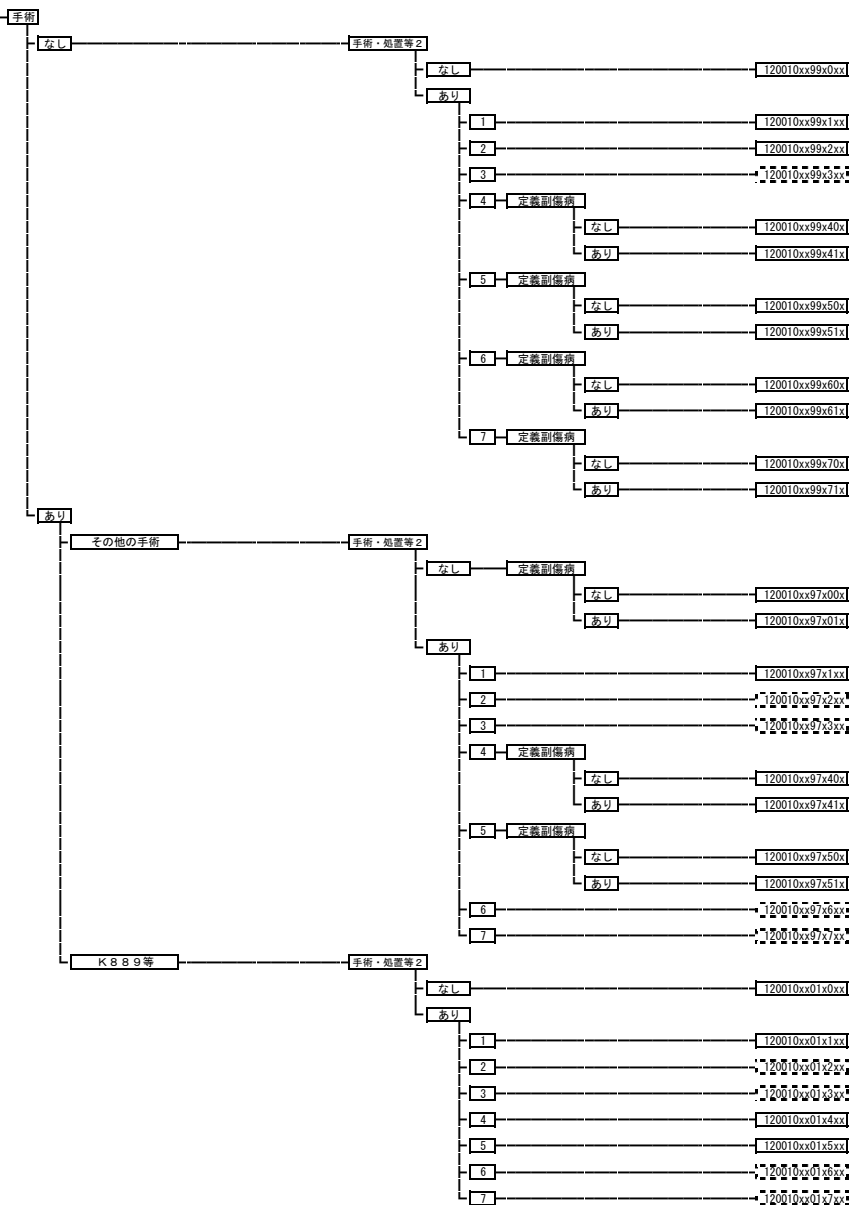 手術
なし
手術・処置等2
なし
120010xx99x0xx
あり
1
120010xx99x1xx
2
120010xx99x2xx
3
120010xx99x3xx
4
定義副傷病
なし
120010xx99x40x
あり
120010xx99x41x
5
定義副傷病
なし
120010xx99x50x
あり
120010xx99x51x
6
定義副傷病
なし
120010xx99x60x
あり
120010xx99x61x
7
定義副傷病
なし
120010xx99x70x
あり
120010xx99x71x
あり
その他の手術
手術・処置等2
なし
定義副傷病
なし
120010xx97x00x
あり
120010xx97x01x
あり
1
120010xx97x1xx
2
120010xx97x2xx
3
120010xx97x3xx
4
定義副傷病
なし
120010xx97x40x
あり
120010xx97x41x
5
定義副傷病
なし
120010xx97x50x
あり
120010xx97x51x
6
120010xx97x6xx
7
120010xx97x7xx
K889等
手術・処置等2
なし
120010xx01x0xx
あり
1
120010xx01x1xx
2
120010xx01x2xx
3
120010xx01x3xx
4
120010xx01x4xx
5
120010xx01x5xx
6
120010xx01x6xx
7
120010xx01x7xx